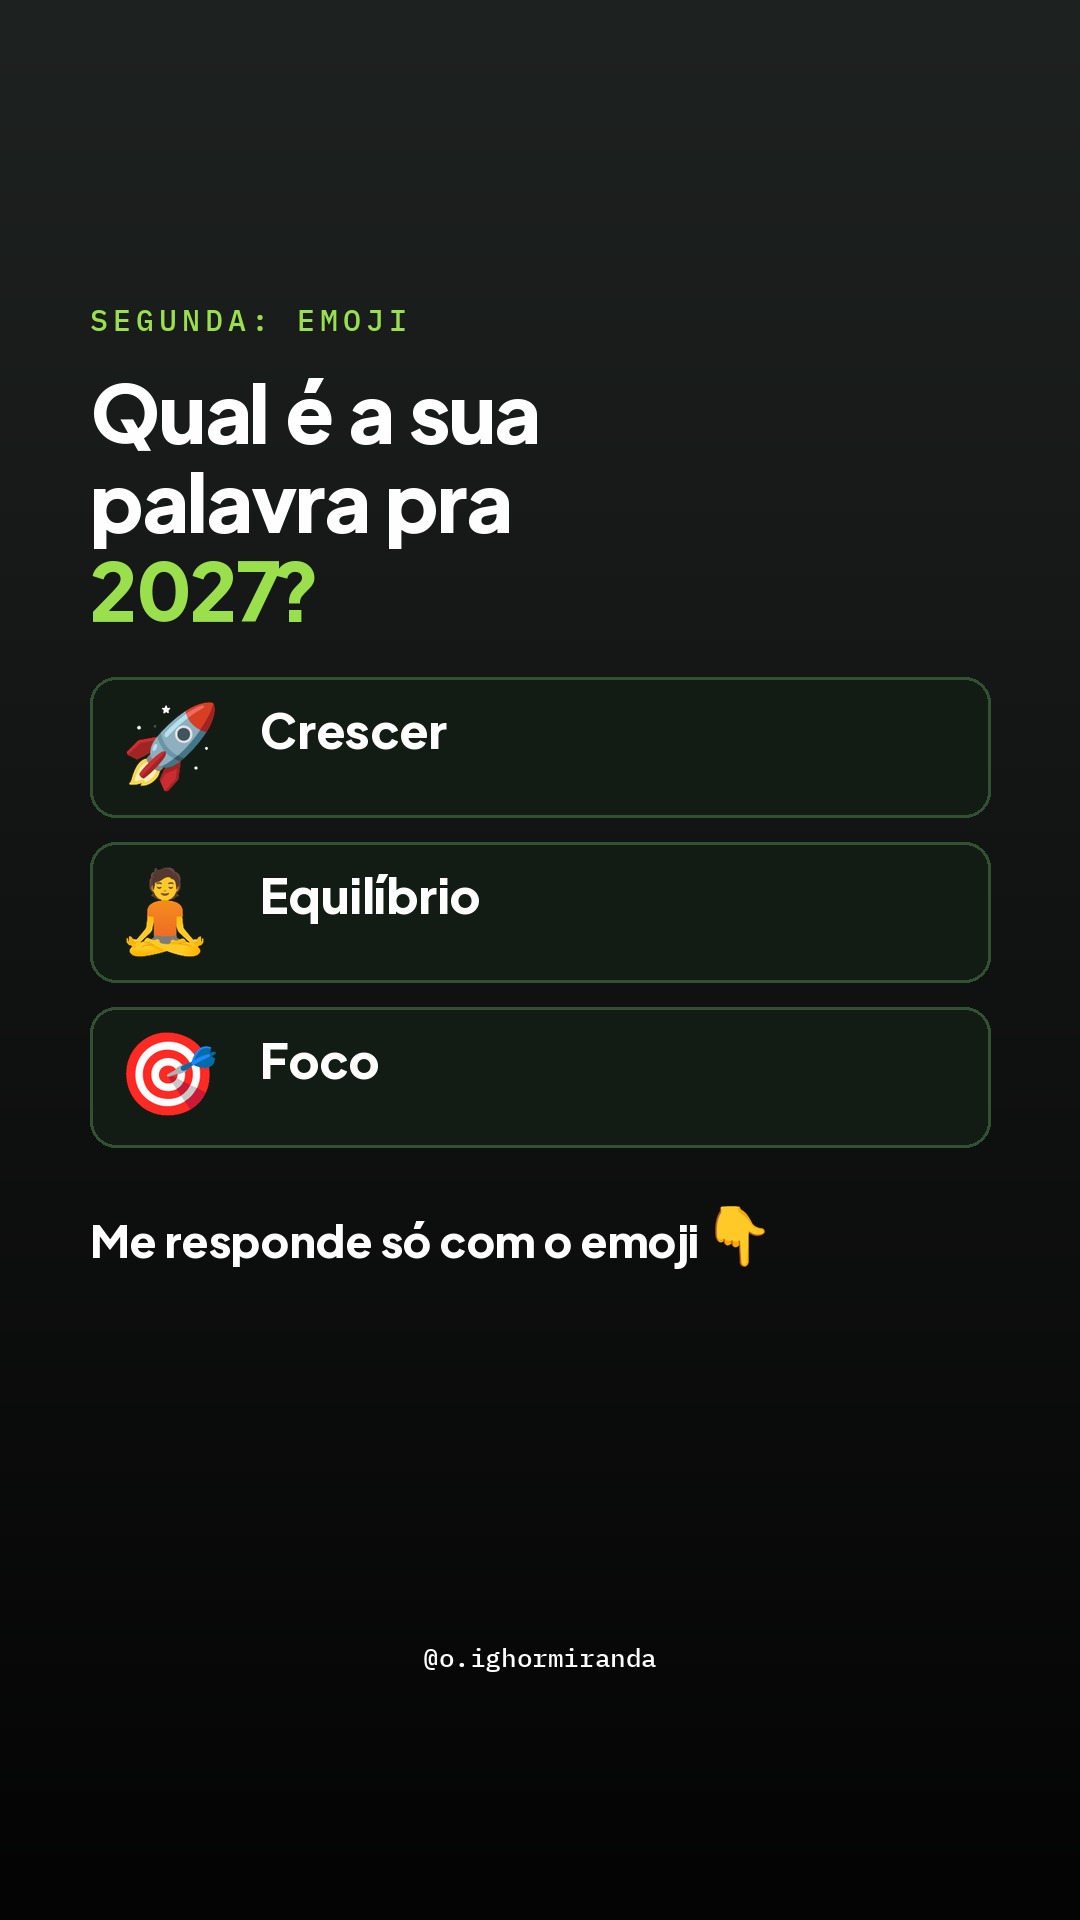 SEGUNDA: EMOJI
Qual é a sua
palavra pra
2027?
Crescer
Equilíbrio
Foco
Me responde só com o emoji 👇
@o.ighormiranda